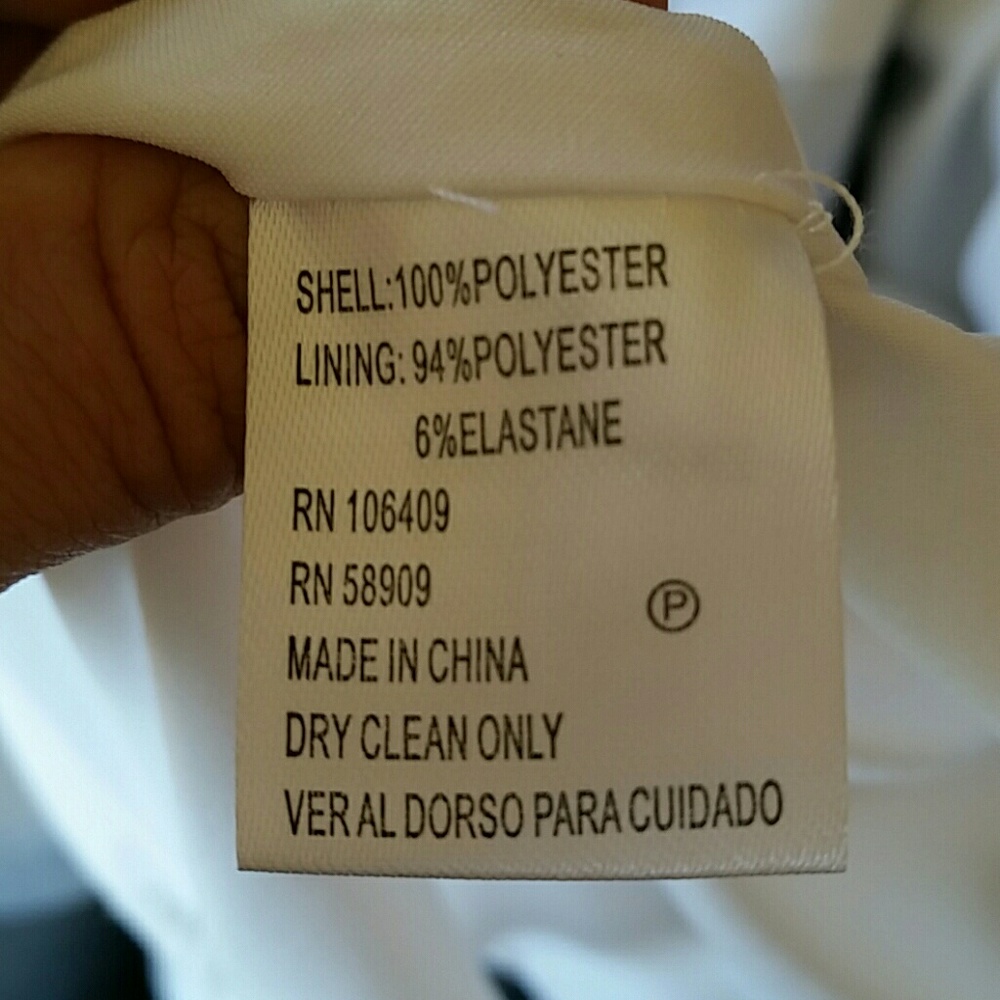 SHELL:100%POLYESTER
LINING: 94%POLYESTER
6%ELASTANE
RN 106409
RN 58909
P
MADE IN CHINA
DRY CLEAN ONLY
VER AL DORSO PARA CUIDADO